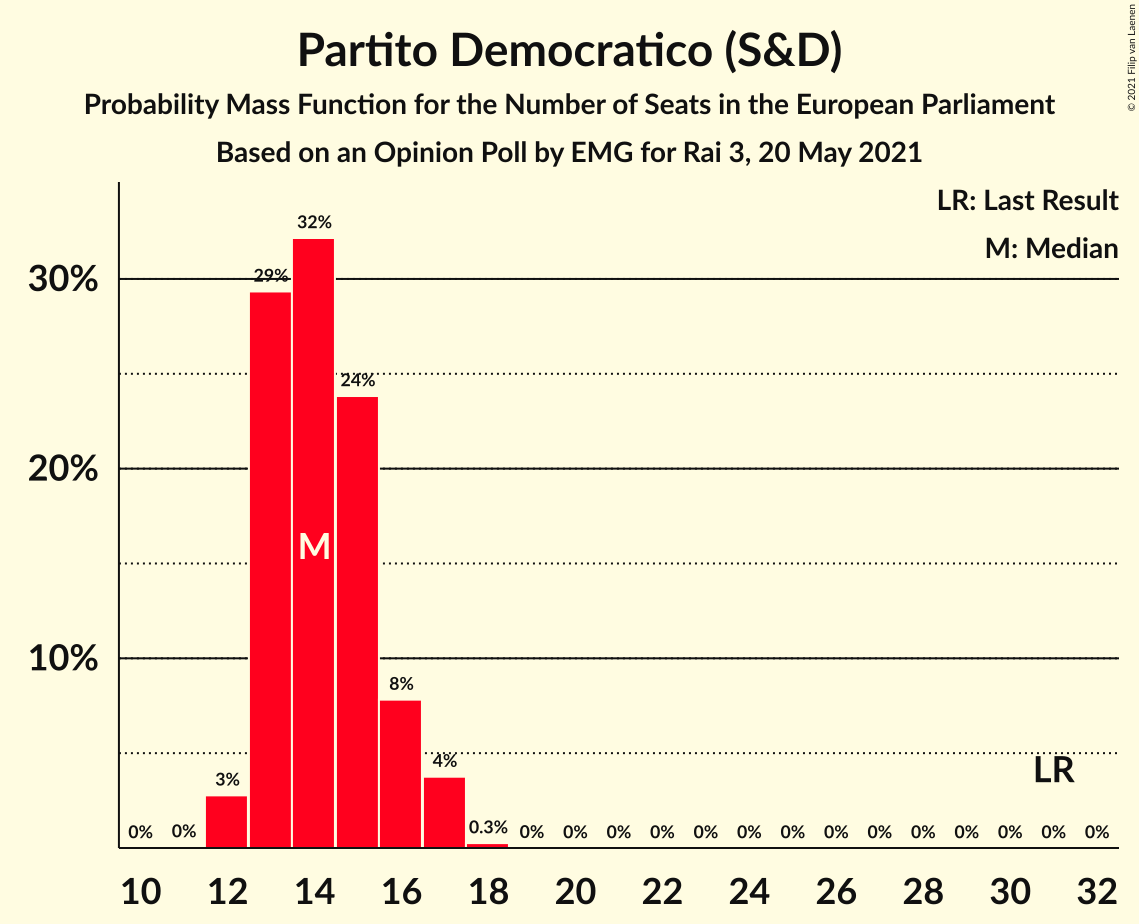 Partito Democratico (S&D)
Probability Mass Function for the Number of Seats in the European Parliament
Based on an Opinion Poll by EMG for Rai 3, 20 May 2021
© 2021 Filip van Laenen
LR: Last Result
M: Median
32%
30%
29%
24%
20%
M
10%
8%
4%
LR
3%
0% 0% 0.3% 0% 0% 0% 0% 0% 0% 0% 0% 0% 0% 0% 0% 0% 0%
10 12 14 16 18 20 22 24 26 28 30 32